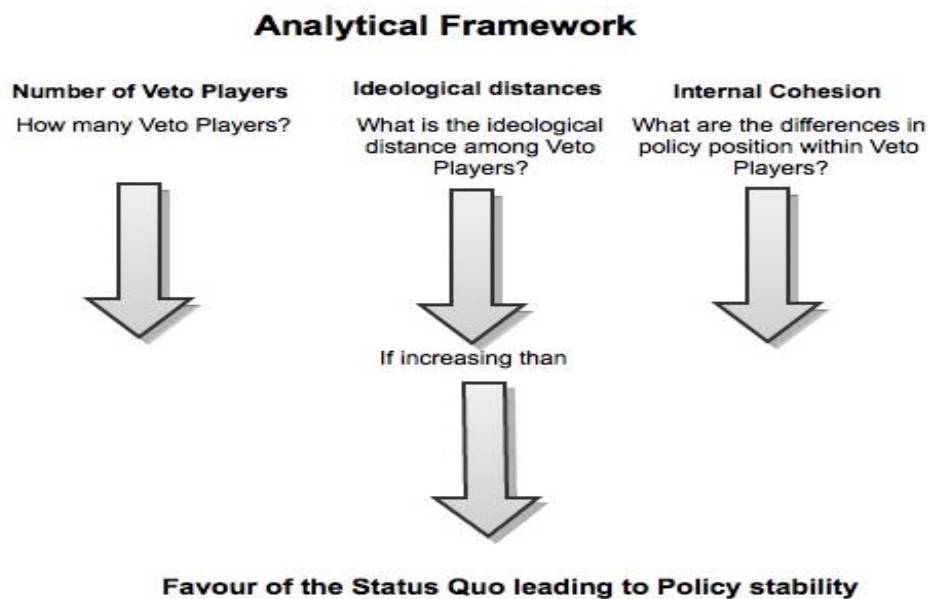 Analytical Framework
Number of Veto Players
How many Veto Players?
Ideological distances
What is the ideological
distance among Veto
Players?
Internal Cohesion
What are the differences in
policy position within Veto
Players?
If increasing than
Favour of the Status Quo leading to Policy stability